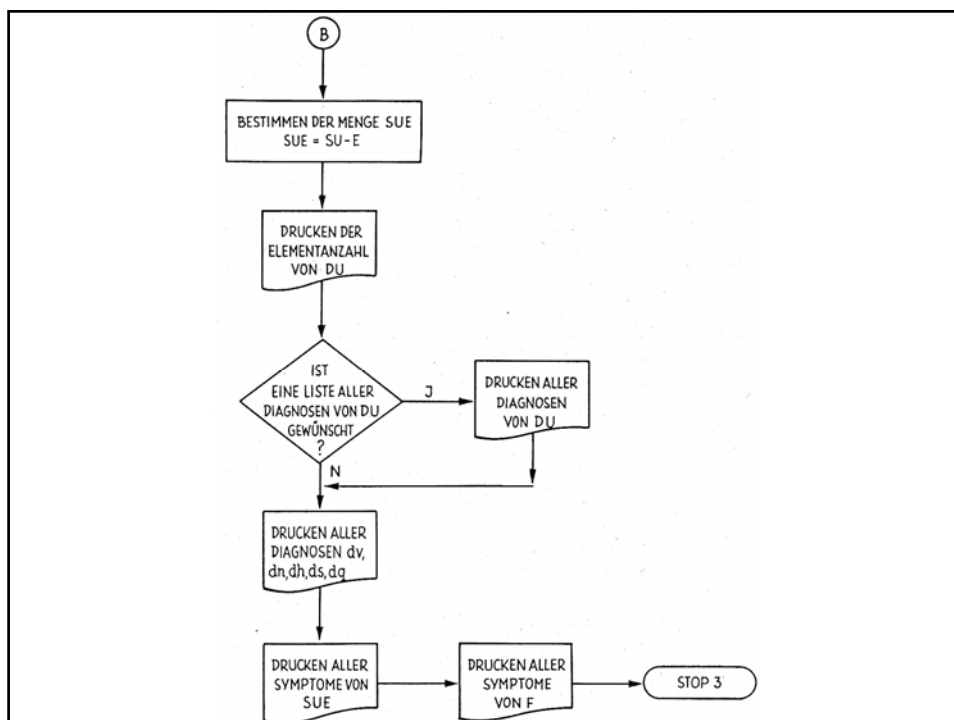 B
BESTIMMEN DER MENGE SUE
SUE = SU-E
DRUCKEN DER
ELEMENTANZAHL
VON DU
IST
EINE LISTE ALLER
DIAGNOSEN VON DU
GEWÜNSCHT
?
J
DRUCKEN ALLER
DIAGNOSEN
VON DU
N
DRUCKEN ALLER
DIAGNOSEN dv,
dn,dh,ds,dq
DRUCKEN ALLER
SYMPTOME VON
SUE
DRUCKEN ALLER
SYMPTOME
VON F
STOP 3